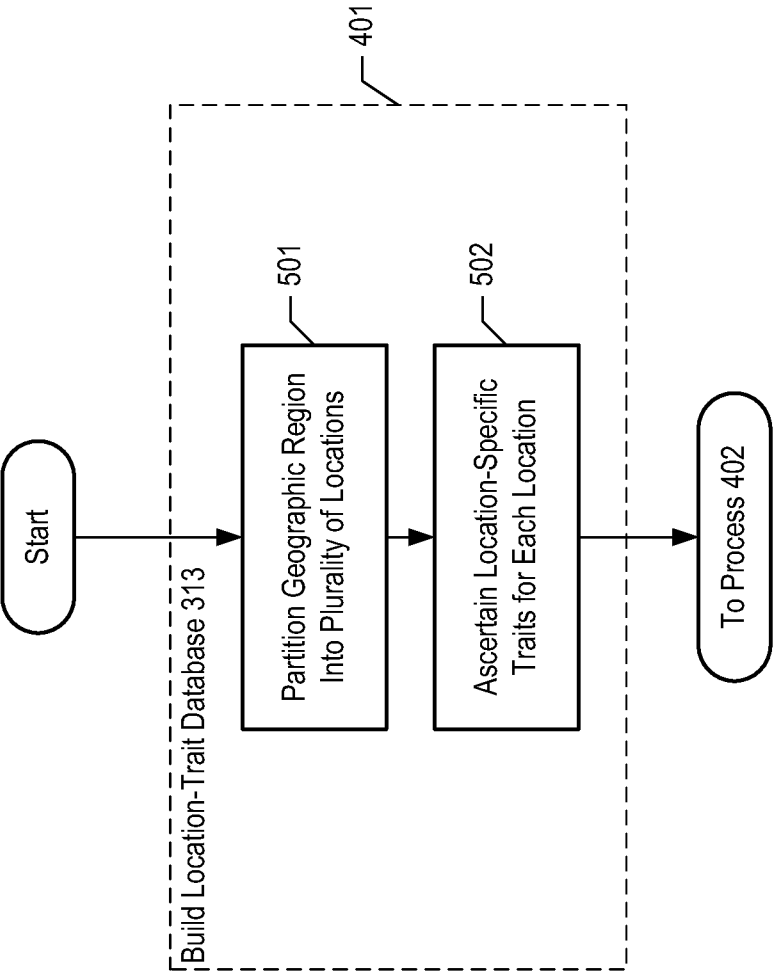 Start
Build Location-Trait Database 313
401
Partition Geographic Region
Into Plurality of Locations
501
Ascertain Location-Specific
Traits for Each Location
502
To Process 402